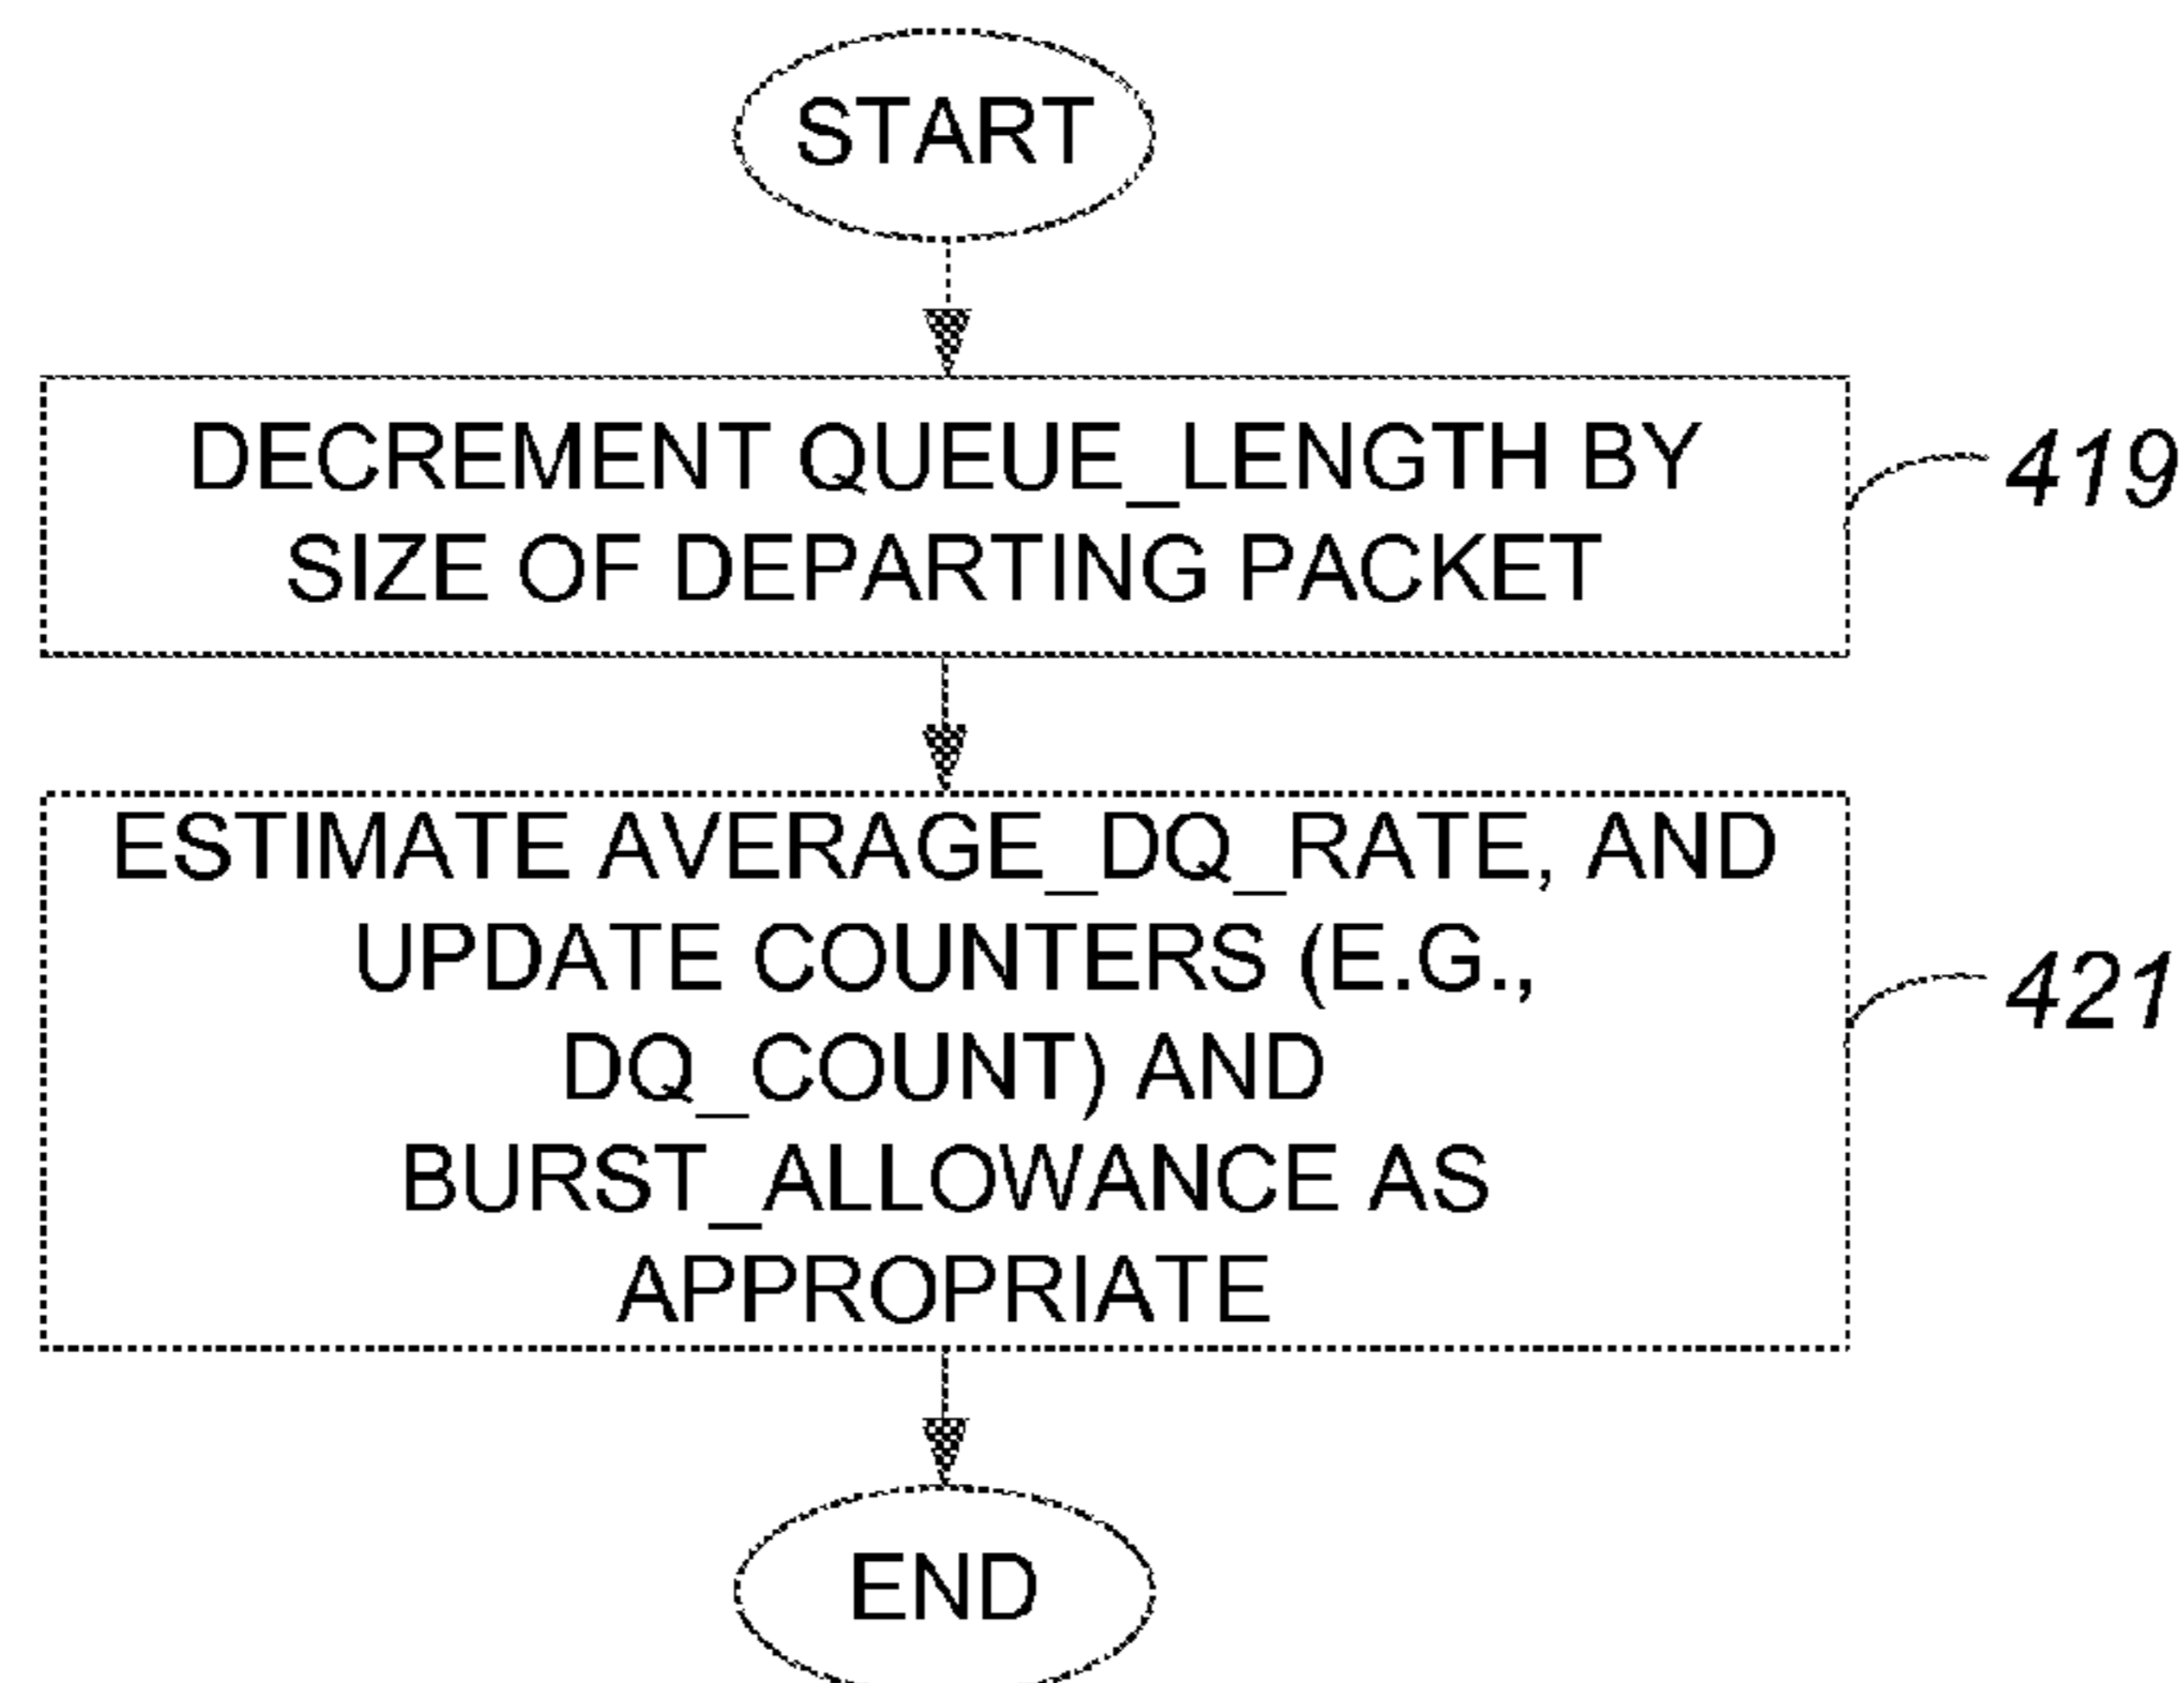 START
DECREMENT QUEUE_LENGTH BY
SIZE OF DEPARTING PACKET
419
ESTIMATE AVERAGE_DQ_RATE, AND
UPDATE COUNTERS (E.G.,
DQ_COUNT) AND
BURST_ALLOWANCE AS
APPROPRIATE
421
END